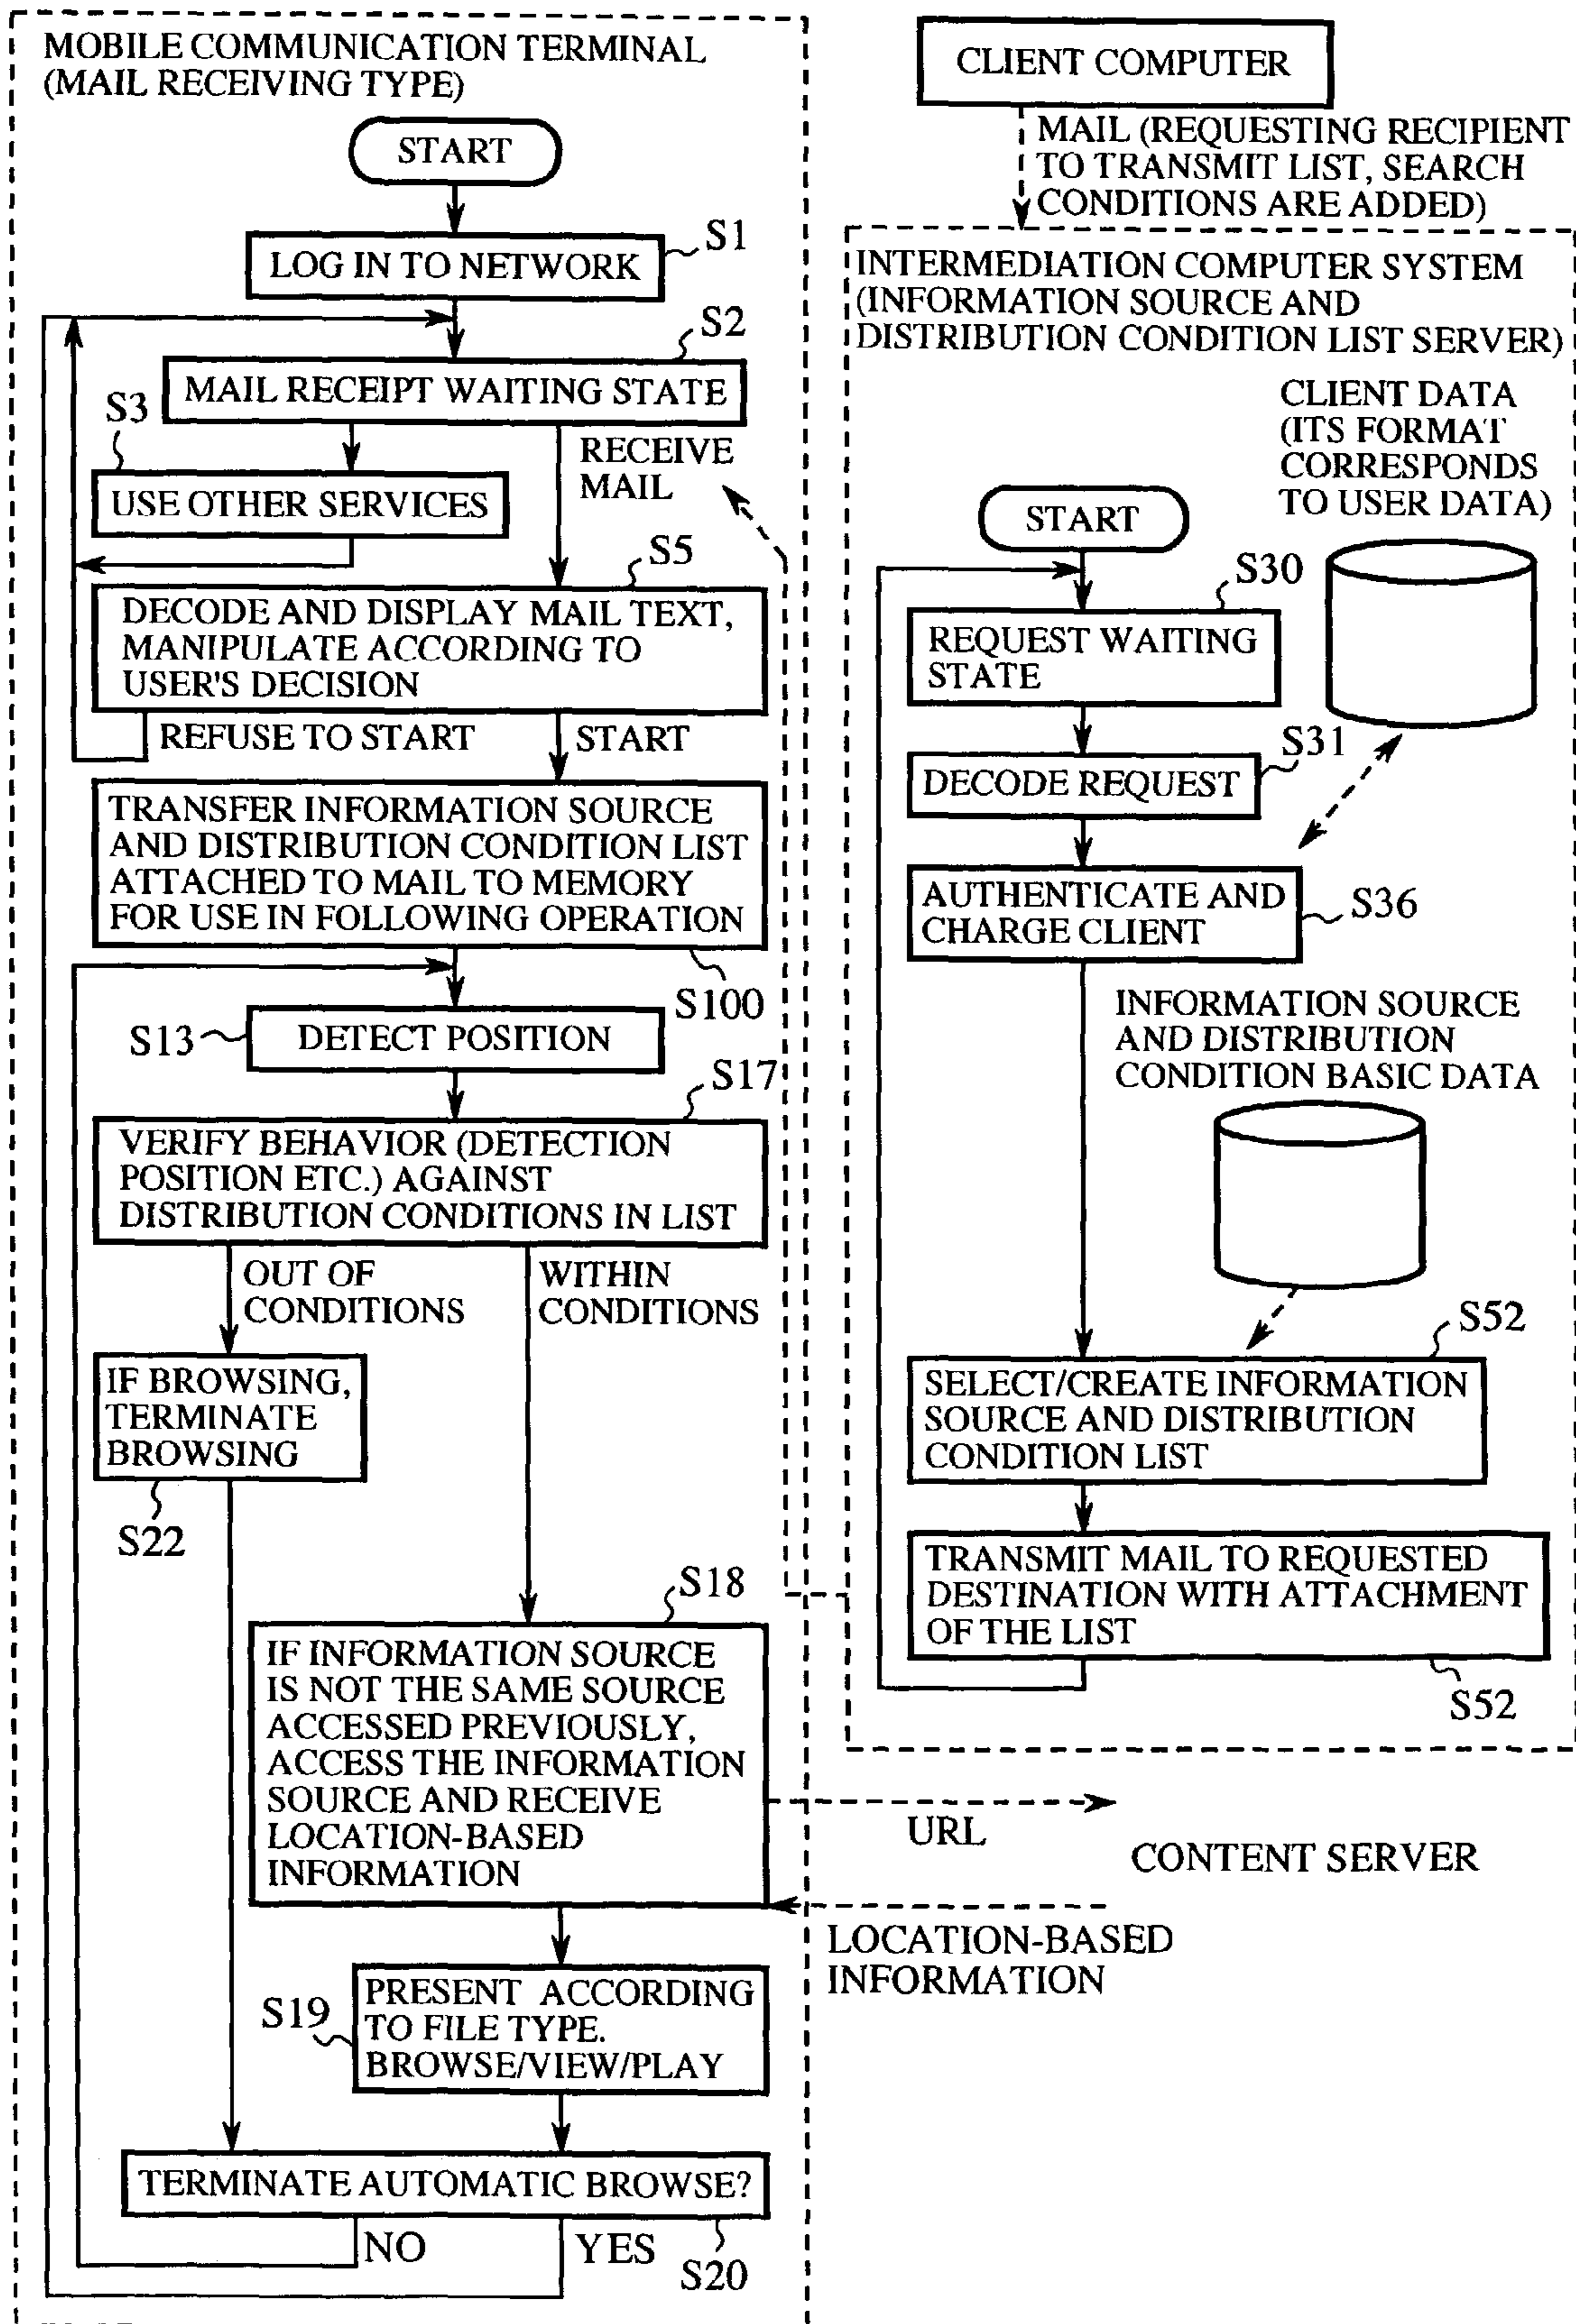 MOBILE COMMUNICATION TERMINAL
(MAIL RECEIVING TYPE)
START
LOG IN TO NETWORK
S1
MAIL RECEIPT WAITING STATE
S2
S3
USE OTHER SERVICES
RECEIVE
MAIL
S5
DECODE AND DISPLAY MAIL TEXT,
MANIPULATE ACCORDING TO
USER'S DECISION
REFUSE TO START
START
TRANSFER INFORMATION SOURCE
AND DISTRIBUTION CONDITION LIST
ATTACHED TO MAIL TO MEMORY
FOR USE IN FOLLOWING OPERATION
S100
S13
DETECT POSITION
S17
VERIFY BEHAVIOR (DETECTION
POSITION ETC.) AGAINST
DISTRIBUTION CONDITIONS IN LIST
OUT OF
CONDITIONS
WITHIN
CONDITIONS
IF BROWSING,
TERMINATE
BROWSING
S22
S18
IF INFORMATION SOURCE
IS NOT THE SAME SOURCE
ACCESSED PREVIOUSLY,
ACCESS THE INFORMATION
SOURCE AND RECEIVE
LOCATION-BASED
INFORMATION
S19
PRESENT ACCORDING
TO FILE TYPE.
BROWSE/VIEW/PLAY
TERMINATE AUTOMATIC BROWSE?
NO
YES
S20
CLIENT COMPUTER
MAIL (REQUESTING RECIPIENT
TO TRANSMIT LIST, SEARCH
CONDITIONS ARE ADDED)
INTERMEDIATION COMPUTER SYSTEM
(INFORMATION SOURCE AND
DISTRIBUTION CONDITION LIST SERVER)
CLIENT DATA
(ITS FORMAT
CORRESPONDS
TO USER DATA)
START
S30
REQUEST WAITING
STATE
S31
DECODE REQUEST
AUTHENTICATE AND
CHARGE CLIENT
S36
INFORMATION SOURCE
AND DISTRIBUTION
CONDITION BASIC DATA
S52
SELECT/CREATE INFORMATION
SOURCE AND DISTRIBUTION
CONDITION LIST
TRANSMIT MAIL TO REQUESTED
DESTINATION WITH ATTACHMENT
OF THE LIST
S52
URL
CONTENT SERVER
LOCATION-BASED
INFORMATION